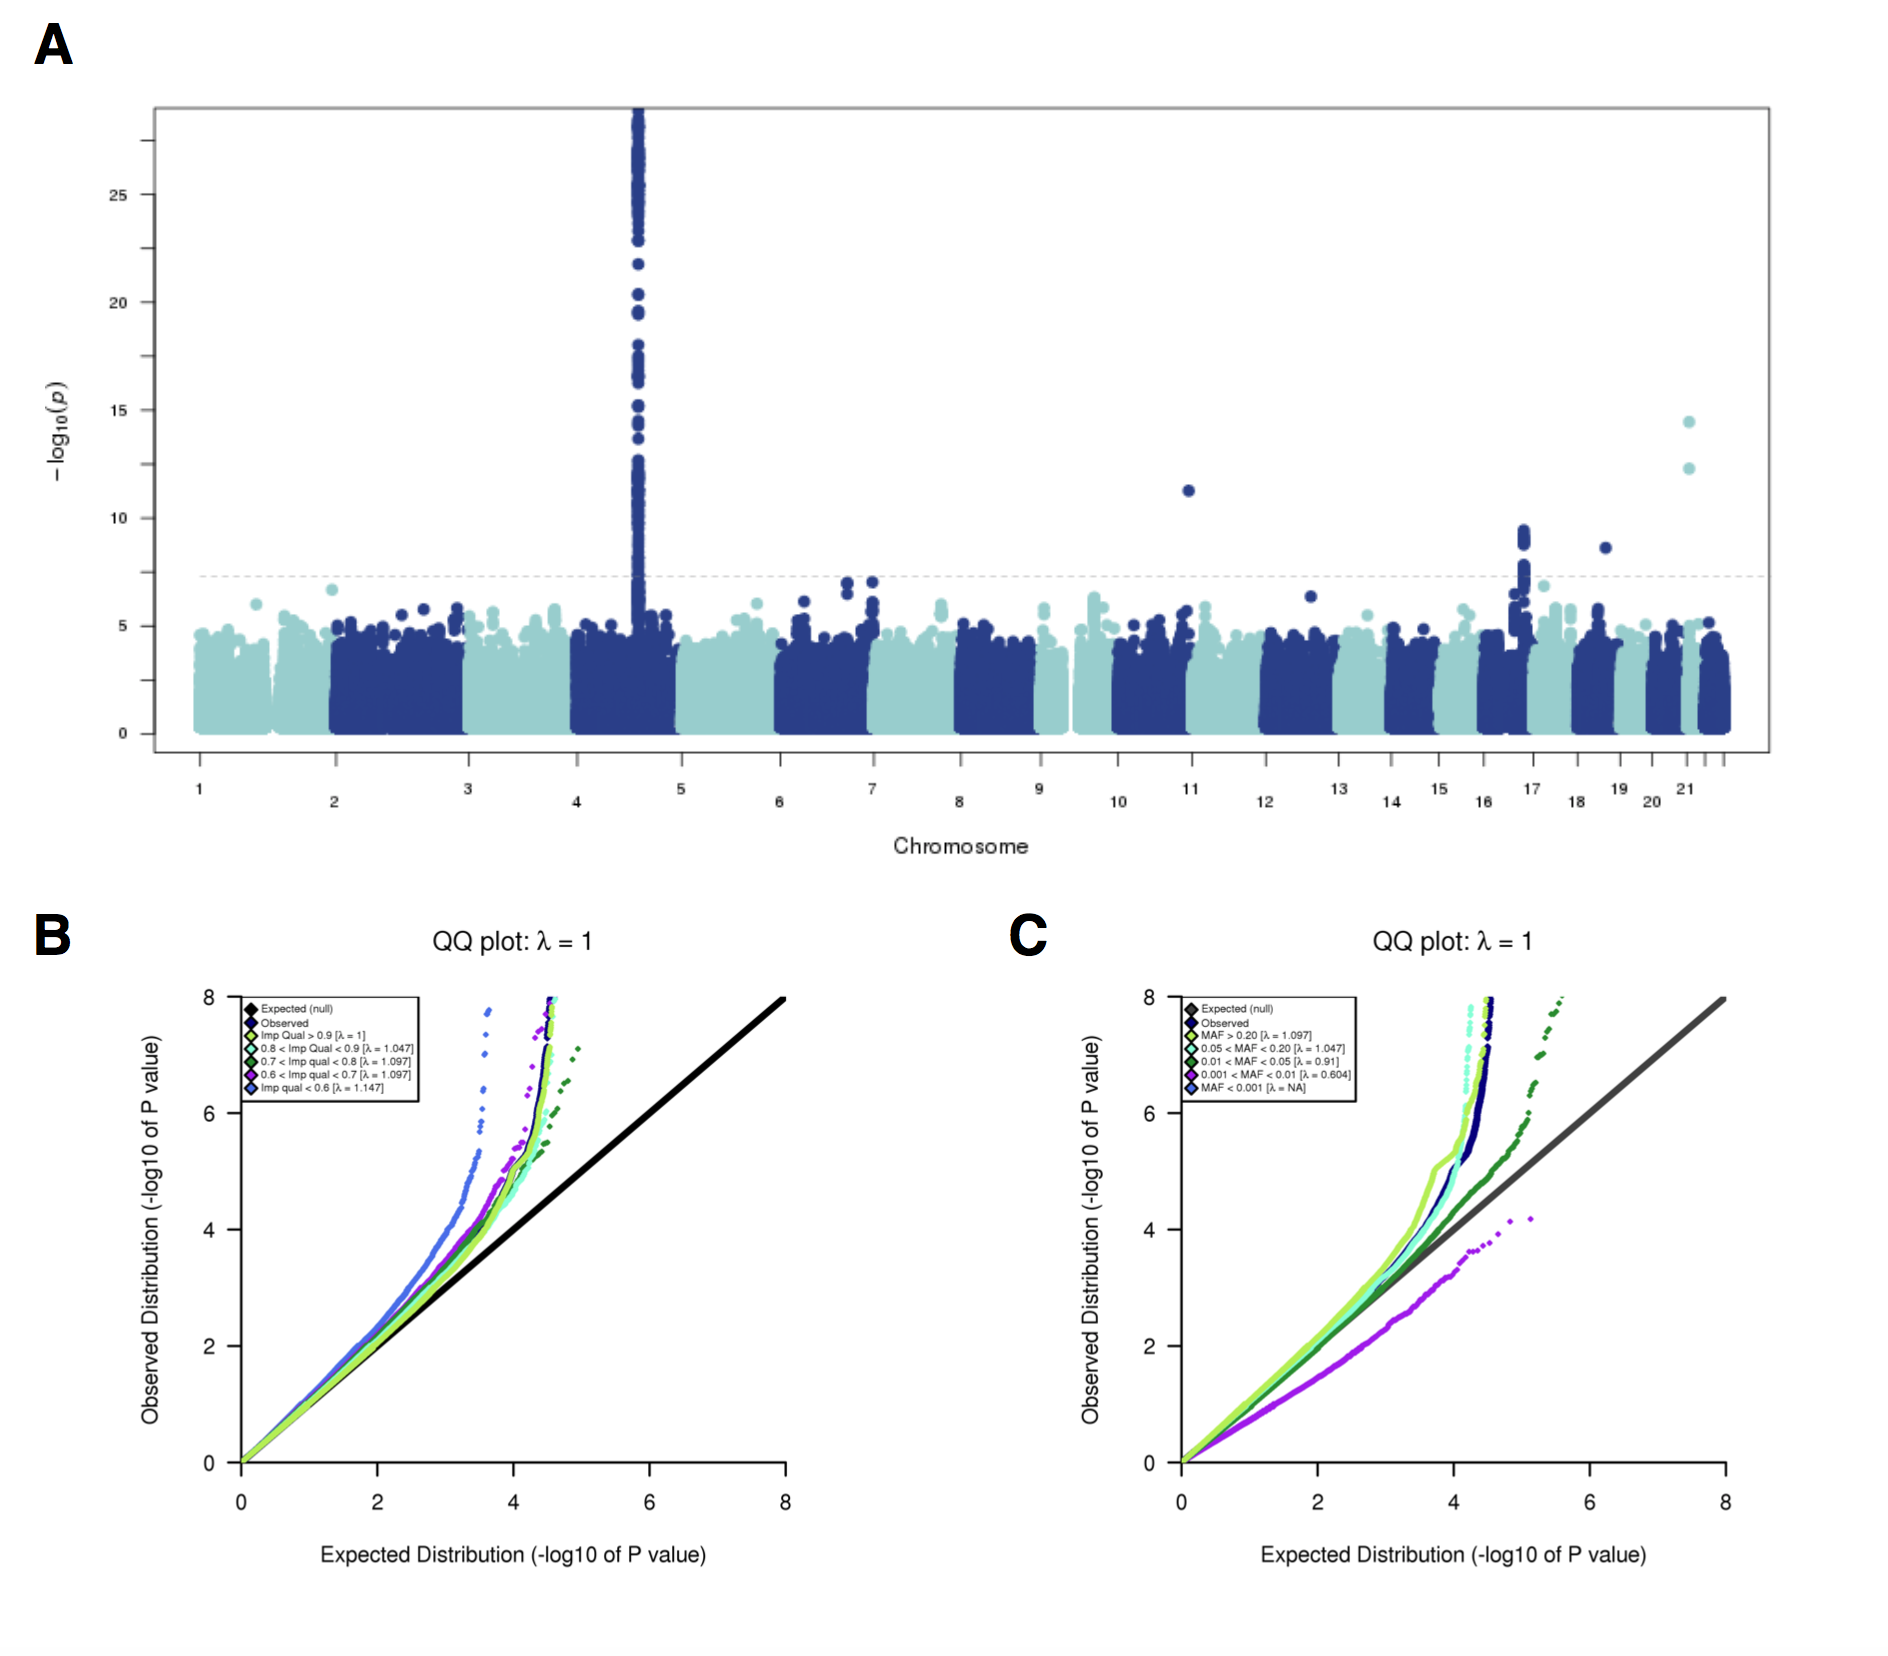 A
25
20
15
10
5
0
−log10(p)
1 2 3 4 5 6 7 8 9 10 11 12 13 14 15 16 17 18 19 20 21
Chromosome
B
QQ plot: λ = 1
8
6
4
2
0
Observed Distribution (-log10 of P value)
Expected (null)
Observed
Imp Qual > 0.9 [λ = 1]
0.8 < Imp Qual < 0.9 [λ = 1.047]
0.7 < Imp qual < 0.8 [λ = 1.097]
0.6 < Imp qual < 0.7 [λ = 1.097]
Imp qual < 0.6 [λ = 1.147]
0 2 4 6 8
Expected Distribution (-log10 of P value)
C
QQ plot: λ = 1
8
6
4
2
0
Observed Distribution (-log10 of P value)
Expected (null)
Observed
MAF > 0.20 [λ = 1.097]
0.05 < MAF < 0.20 [λ = 1.047]
0.01 < MAF < 0.05 [λ = 0.91]
0.001 < MAF < 0.01 [λ = 0.604]
MAF < 0.001 [λ = NA]
0 2 4 6 8
Expected Distribution (-log10 of P value)